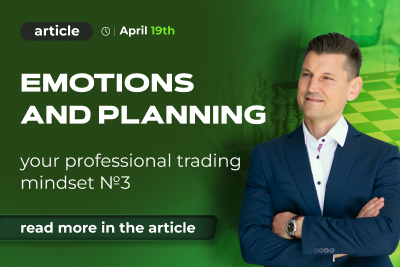 article
April 19th
EMOTIONS
AND PLANNING
your professional trading
mindset №3
read more in the article